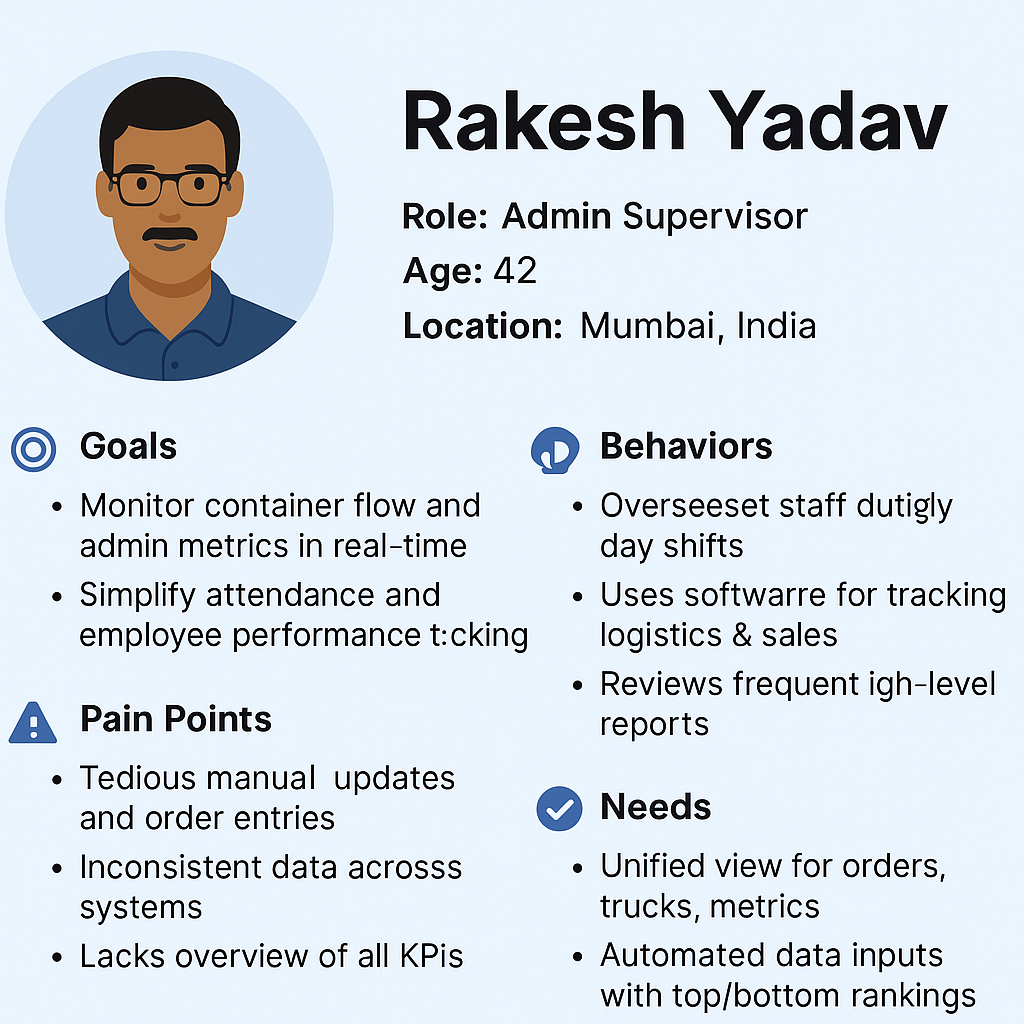 Rakesh Yadav
Role: Admin Supervisor
Age: 42
Location: Mumbai, India
Goals
• Monitor container flow and
admin metrics in real-time
• Simplify attendance and
employee performance t:cking
Pain Points
• Tedious manual updates
and order entries
• Inconsistent data acrosss
systems
• Lacks overview of all KPis
Behaviors
• Overseeset staff dutigly
day shifts
• Uses softwarre for tracking
logistics & sales
• Reviews frequent igh-level
reports
Needs
• Unified view for orders,
trucks, metrics
• Automated data inputs
with top/bottom rankings